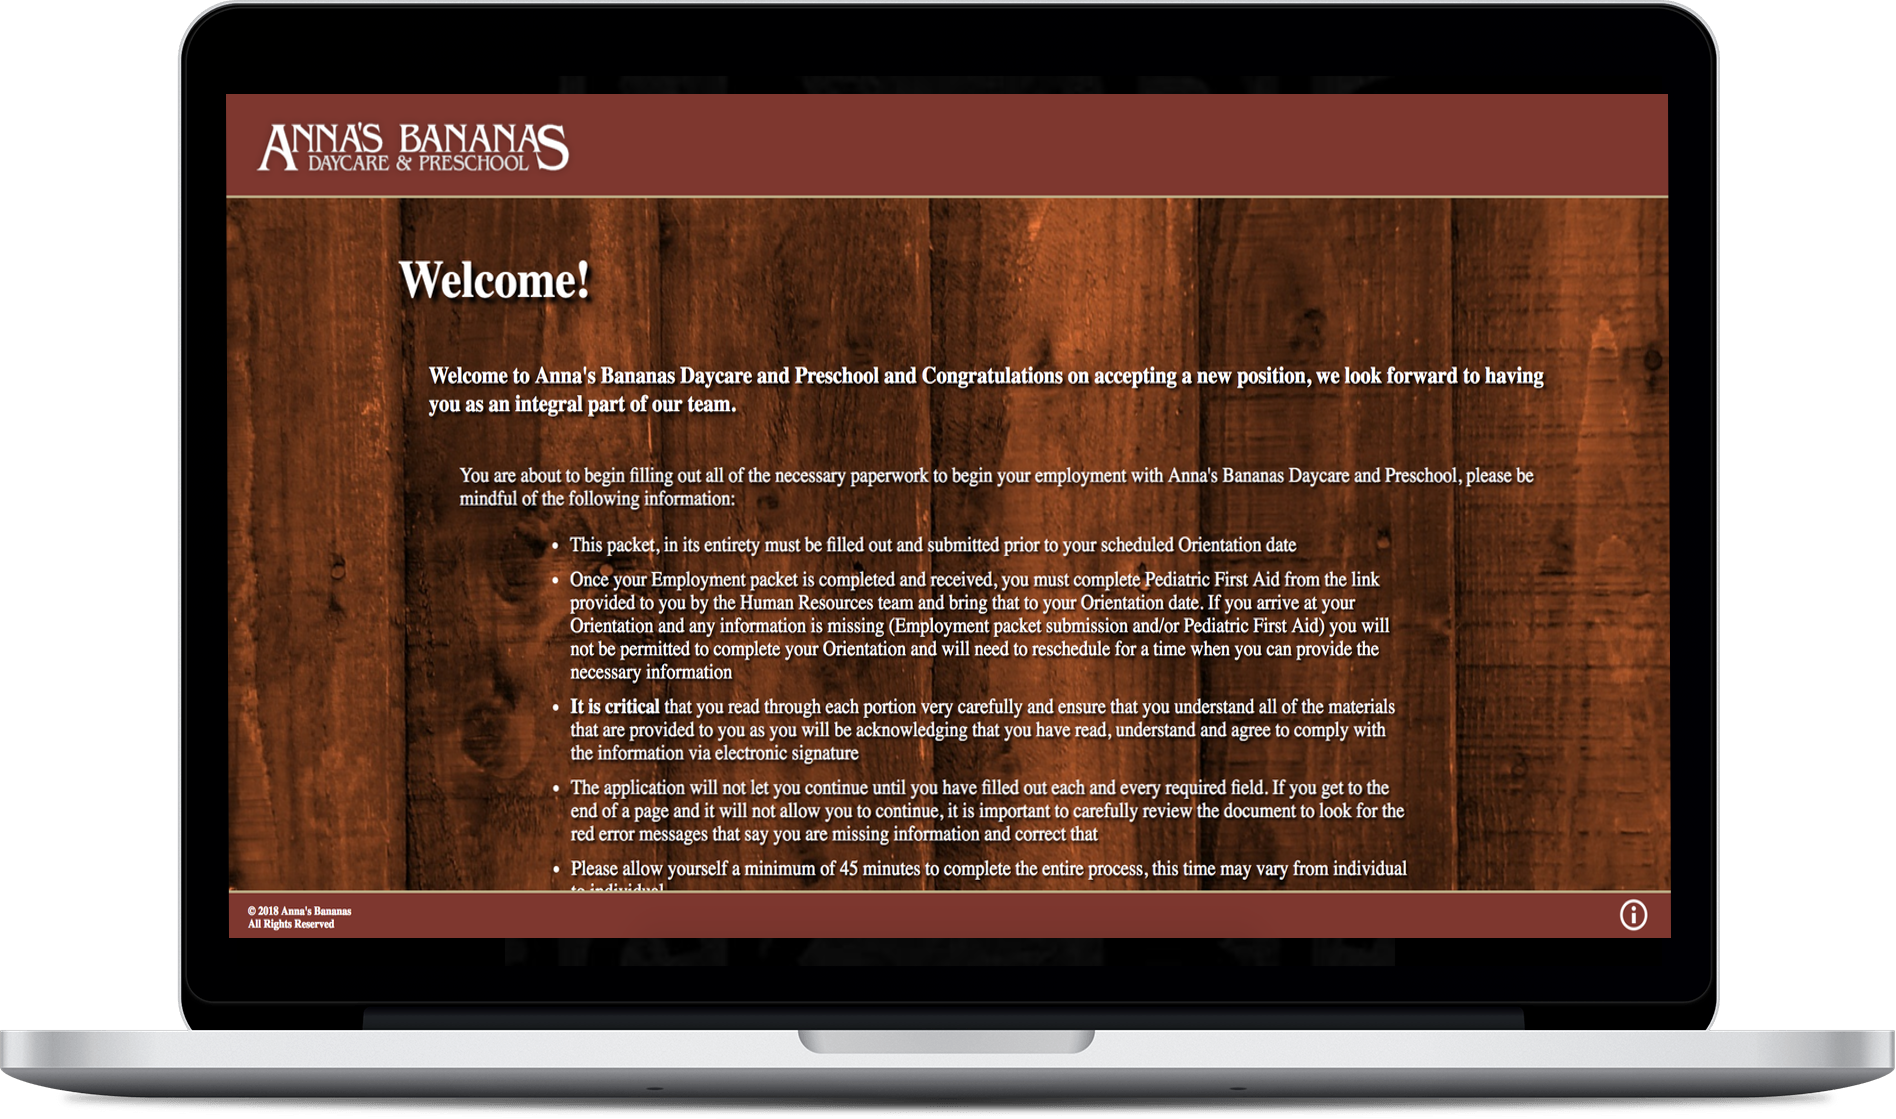 ANNA'S BANANAS
DAYCARE & PRESCHOOL
Welcome!
Welcome to Anna's Bananas Daycare and Preschool and Congratulations on accepting a new position, we look forward to having
you as an integral part of our team.
You are about to begin filling out all of the necessary paperwork to begin your employment with Anna's Bananas Daycare and Preschool, please be
mindful of the following information:
• This packet, in its entirety must be filled out and submitted prior to your scheduled Orientation date
• Once your Employment packet is completed and received, you must complete Pediatric First Aid from the link
provided to you by the Human Resources team and bring that to your Orientation date. If you arrive at your
Orientation and any information is missing (Employment packet submission and/or Pediatric First Aid) you will
not be permitted to complete your Orientation and will need to reschedule for a time when you can provide the
necessary information
• It is critical that you read through each portion very carefully and ensure that you understand all of the materials
that are provided to you as you will be acknowledging that you have read, understand and agree to comply with
the information via electronic signature
• The application will not let you continue until you have filled out each and every required field. If you get to the
end of a page and it will not allow you to continue, it is important to carefully review the document to look for the
red error messages that say you are missing information and correct that
• Please allow yourself a minimum of 45 minutes to complete the entire process, this time may vary from individual
to individual
© 2018 Anna's Bananas
All Rights Reserved